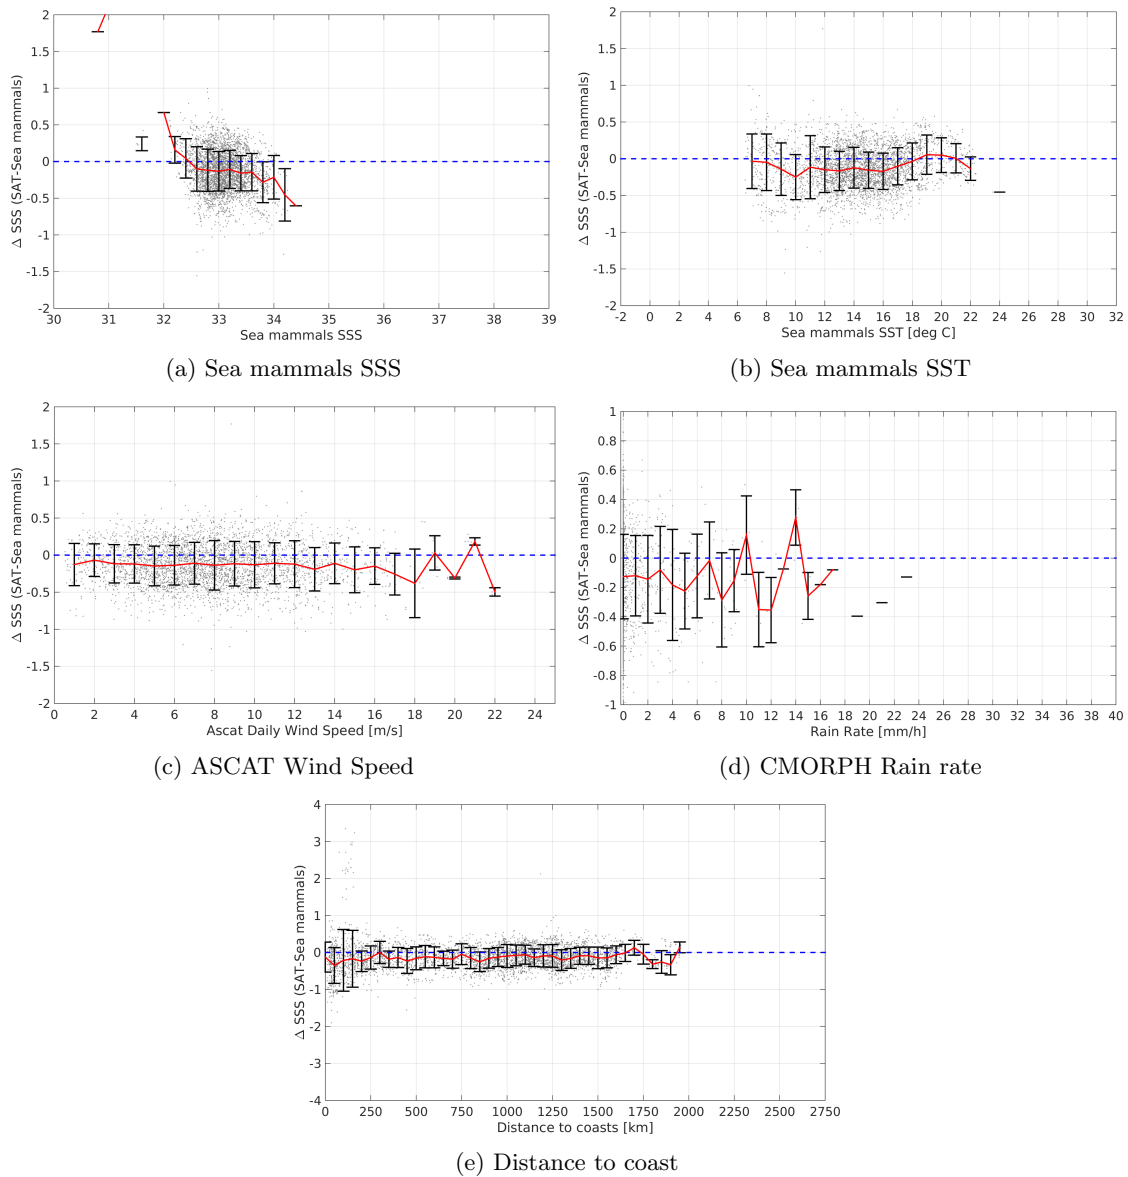 2
1.5
1
0.5
0
-0.5
-1
-1.5
-2
30 31 32 33 34 35 36 37 38 39
Δ SSS (SAT-Sea mammals)
Sea mammals SSS
(a) Sea mammals SSS
2
1.5
1
0.5
0
-0.5
-1
-1.5
-2
-2 0 2 4 6 8 10 12 14 16 18 20 22 24 26 28 30 32
Δ SSS (SAT-Sea mammals)
Sea mammals SST [deg C]
(b) Sea mammals SST
2
1.5
1
0.5
0
-0.5
-1
-1.5
-2
0 2 4 6 8 10 12 14 16 18 20 22 24
Δ SSS (SAT-Sea mammals)
Ascat Daily Wind Speed [m/s]
(c) ASCAT Wind Speed
1
0.8
0.6
0.4
0.2
0
-0.2
-0.4
-0.6
-0.8
-1
0 2 4 6 8 10 12 14 16 18 20 22 24 26 28 30 32 34 36 38 40
Δ SSS (SAT-Sea mammals)
Rain Rate [mm/h]
(d) CMORPH Rain rate
4
3
2
1
0
-1
-2
-3
-4
0 250 500 750 1000 1250 1500 1750 2000 2250 2500 2750
Δ SSS (SAT-Sea mammals)
Distance to coasts [km]
(e) Distance to coast